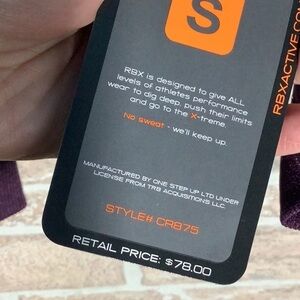 S
RBX is designed to give ALL
levels of athletes performance
wear to dig deep, push their limits
and go to the X-treme.
No sweat - we'll keep up.
MANUFACTURED BY ONE STEP UP LTD UNDER
LICENSE FROM TRB ACQUISITIONS LLC.
STYLE# CR875
RETAIL PRICE: $78.00
RBXACTIVE.CO